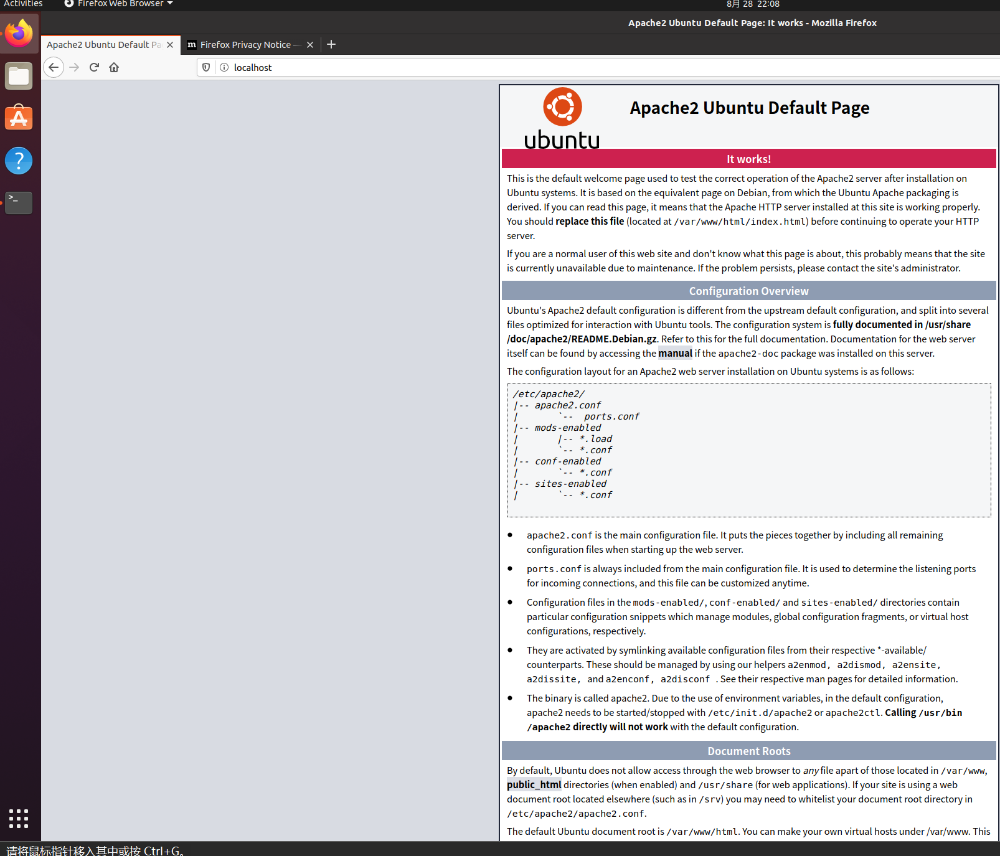 Activities
Firefox Web Browser
8月 28 22:08
Apache2 Ubuntu Default Page: It works - Mozilla Firefox
Apache2 Ubuntu Default Pa
Firefox Privacy Notice —
localhost
ubuntu
Apache2 Ubuntu Default Page
It works!
This is the default welcome page used to test the correct operation of the Apache2 server after installation on
Ubuntu systems. It is based on the equivalent page on Debian, from which the Ubuntu Apache packaging is
derived. If you can read this page, it means that the Apache HTTP server installed at this site is working properly.
You should replace this file (located at /var/www/html/index.html) before continuing to operate your HTTP
server.
If you are a normal user of this web site and don't know what this page is about, this probably means that the site
is currently unavailable due to maintenance. If the problem persists, please contact the site's administrator.
Configuration Overview
Ubuntu's Apache2 default configuration is different from the upstream default configuration, and split into several
files optimized for interaction with Ubuntu tools. The configuration system is fully documented in /usr/share
/doc/apache2/README.Debian.gz. Refer to this for the full documentation. Documentation for the web server
itself can be found by accessing the manual if the apache2-doc package was installed on this server.
The configuration layout for an Apache2 web server installation on Ubuntu systems is as follows:
/etc/apache2/
|-- apache2.conf
|       `--  ports.conf
|-- mods-enabled
|       |-- *.load
|       `-- *.conf
|-- conf-enabled
|       `-- *.conf
|-- sites-enabled
|       `-- *.conf
● apache2.conf is the main configuration file. It puts the pieces together by including all remaining
configuration files when starting up the web server.
● ports.conf is always included from the main configuration file. It is used to determine the listening ports
for incoming connections, and this file can be customized anytime.
● Configuration files in the mods-enabled/, conf-enabled/ and sites-enabled/ directories contain
particular configuration snippets which manage modules, global configuration fragments, or virtual host
configurations, respectively.
● They are activated by symlinking available configuration files from their respective *-available/
counterparts. These should be managed by using our helpers a2enmod, a2dismod, a2ensite,
a2dissite, and a2enconf, a2disconf . See their respective man pages for detailed information.
● The binary is called apache2. Due to the use of environment variables, in the default configuration,
apache2 needs to be started/stopped with /etc/init.d/apache2 or apache2ctl. Calling /usr/bin
/apache2 directly will not work with the default configuration.
Document Roots
By default, Ubuntu does not allow access through the web browser to any file apart of those located in /var/www,
public_html directories (when enabled) and /usr/share (for web applications). If your site is using a web
document root located elsewhere (such as in /srv) you may need to whitelist your document root directory in
/etc/apache2/apache2.conf.
The default Ubuntu document root is /var/www/html. You can make your own virtual hosts under /var/www. This
请将鼠标指针移入其中或按 Ctrl+G。